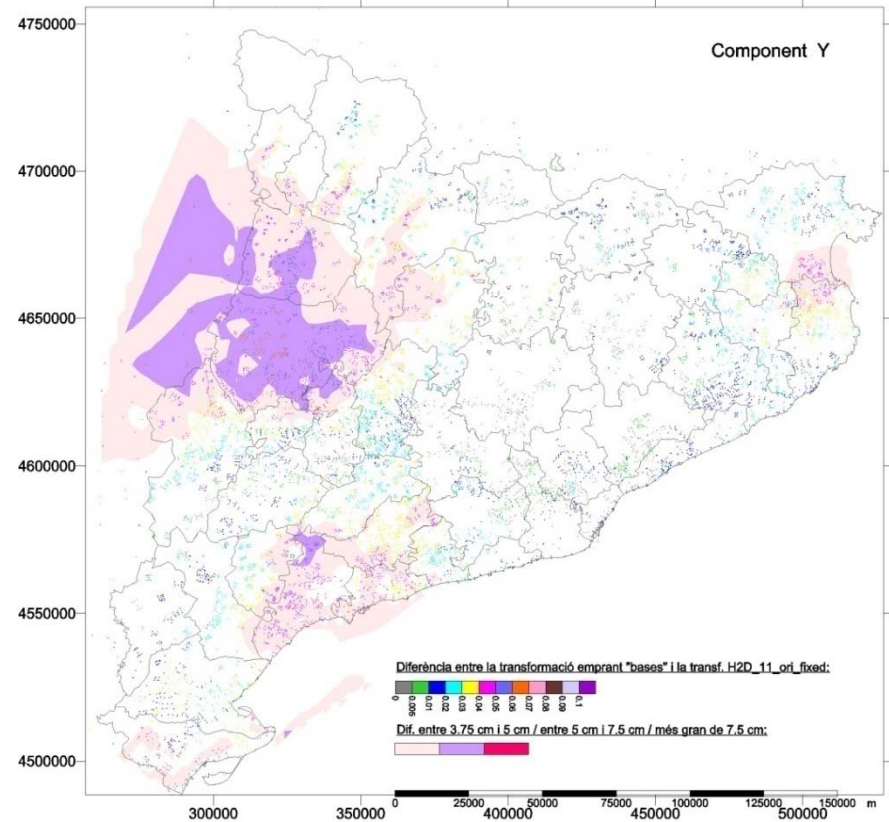 4750000
Component Y
4700000
4650000
4600000
4550000
Diferència entre la transformació emprant "bases" i la transf. H2D_11_ori_fixed:
0 0.005 0.01 0.02 0.03 0.04 0.05 0.06 0.07 0.08 0.09 0.1
Dif. entre 3.75 cm i 5 cm / entre 5 cm i 7.5 cm / més gran de 7.5 cm:
4500000
0 25000 50000 75000 100000 125000 150000 m
300000 350000 400000 450000 500000